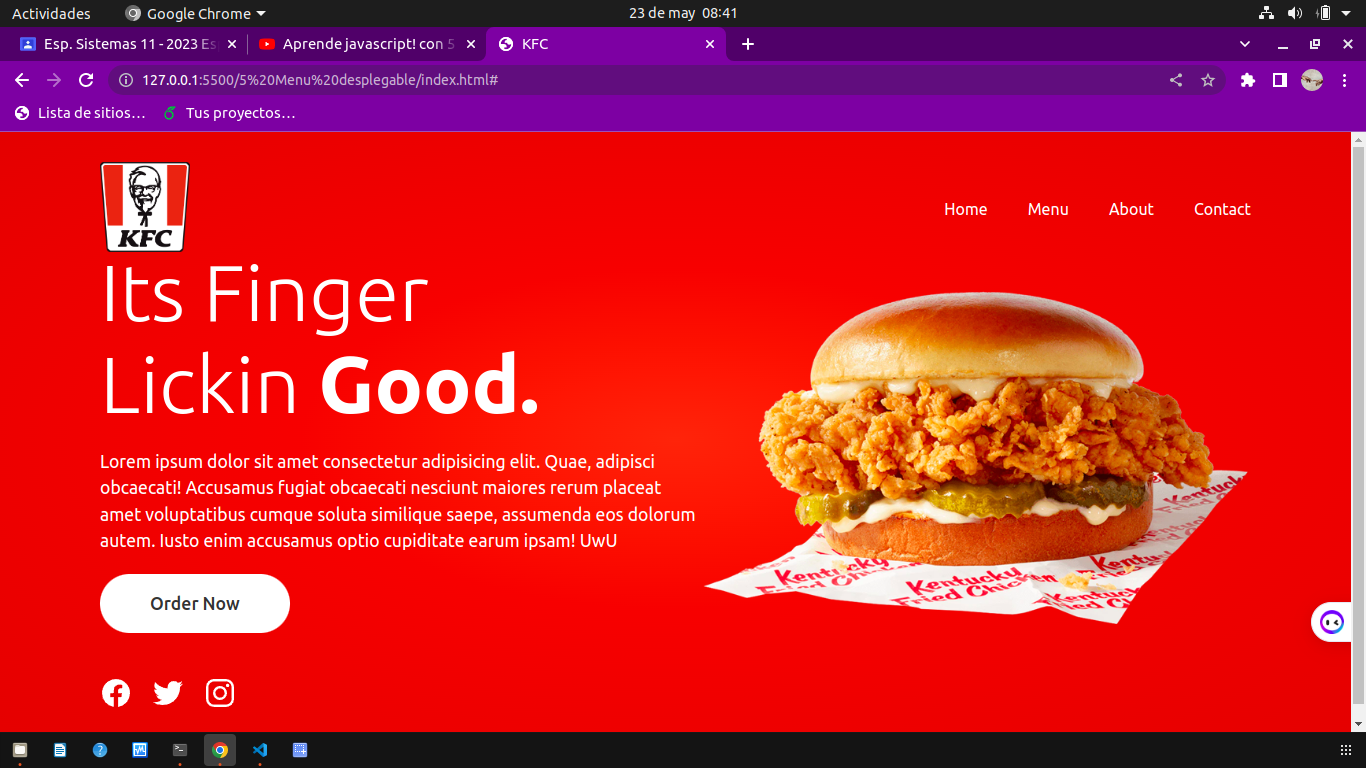 Actividades
Google Chrome
23 de may 08:41
Esp. Sistemas 11 - 2023 Es
Aprende javascript! con 5
KFC
127.0.0.1:5500/5%20Menu%20desplegable/index.html#
Lista de sitios…
Tus proyectos…
KFC
Home
Menu
About
Contact
Its Finger
Lickin Good.
Lorem ipsum dolor sit amet consectetur adipisicing elit. Quae, adipisci
obcaecati! Accusamus fugiat obcaecati nesciunt maiores rerum placeat
amet voluptatibus cumque soluta similique saepe, assumenda eos dolorum
autem. Iusto enim accusamus optio cupiditate earum ipsam! UwU
Order Now
Kentucky
Fried Chicken
Kentucky
Fried Chicken